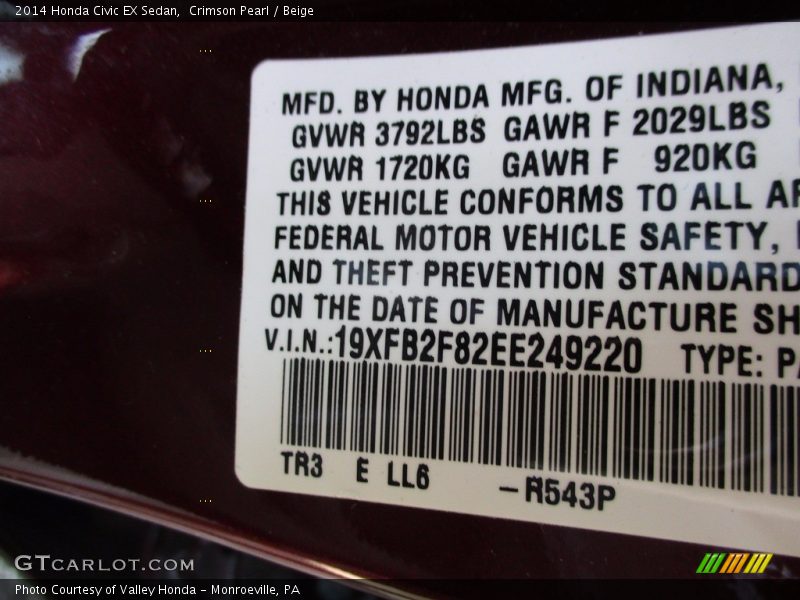 2014 Honda Civic EX Sedan,  Crimson Pearl / Beige
MFD. BY HONDA MFG. OF INDIANA,
GVWR 3792LBS GAWR F 2029LBS
GVWR 1720KG GAWR F 920KG
THIS VEHICLE CONFORMS TO ALL
FEDERAL MOTOR VEHICLE SAFETY,
AND THEFT PREVENTION STANDARD
ON THE DATE OF MANUFACTURE SH
V.I.N.:19XFB2F82EE249220 TYPE: PA
TR3 E LL6 –R543P
GTCARLOT.COM
Photo Courtesy of Valley Honda – Monroeville, PA